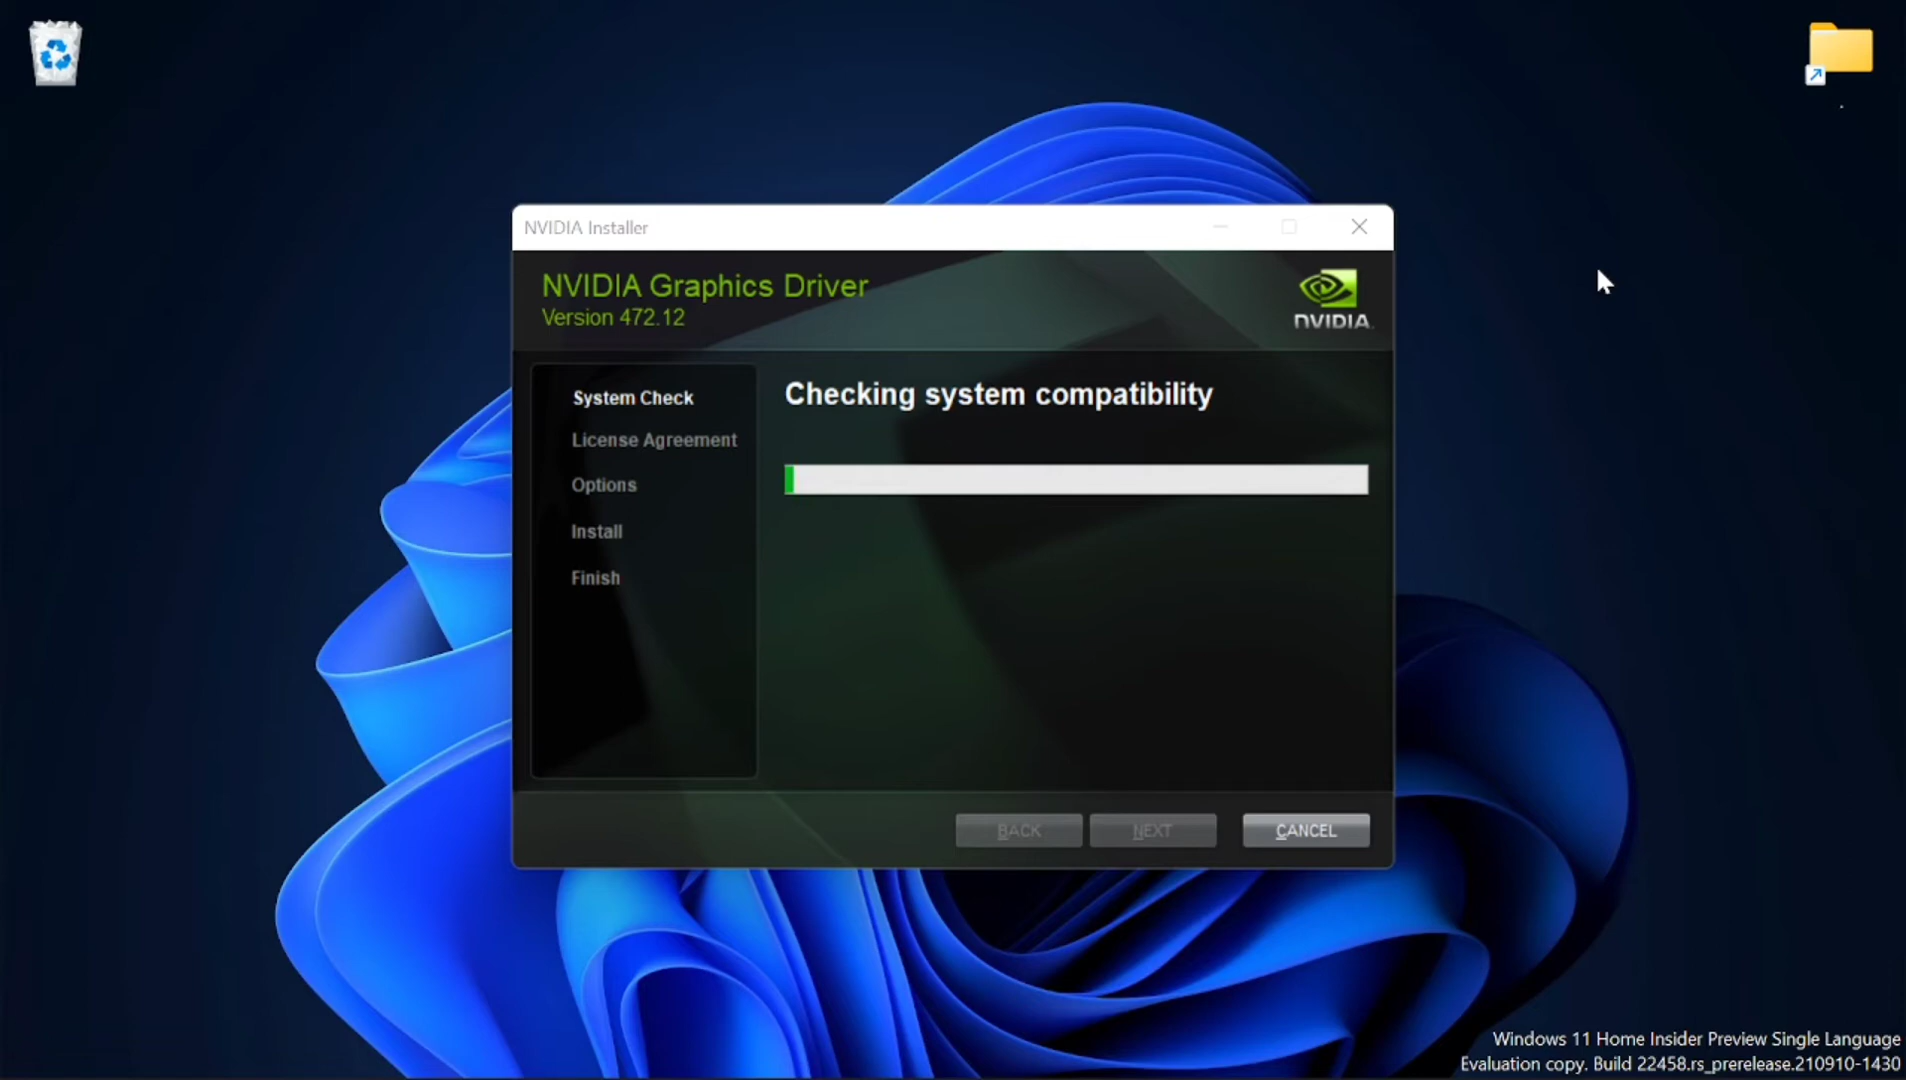 NVIDIA Installer
NVIDIA Graphics Driver
Version 472.12
NVIDIA.
System Check
License Agreement
Options
Install
Finish
Checking system compatibility
BACK
NEXT
CANCEL
Windows 11 Home Insider Preview Single Language
Evaluation copy. Build 22458.rs_prerelease.210910-1430